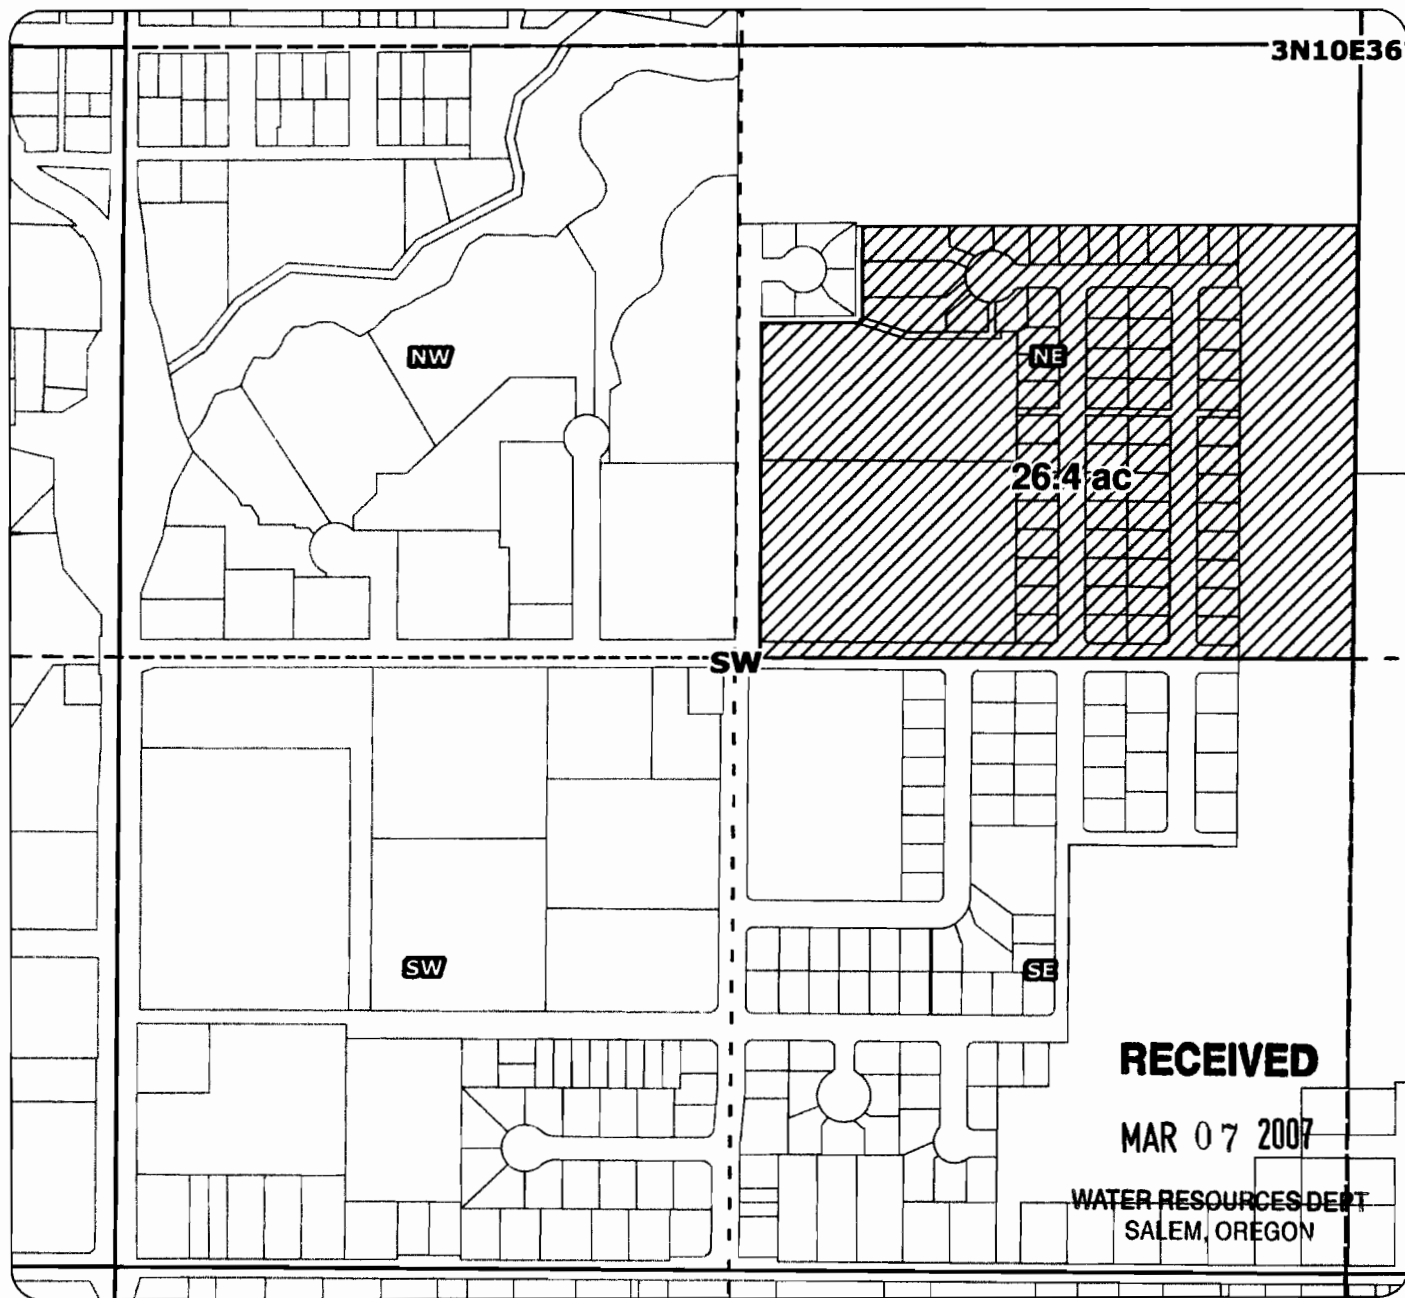 3N10E36
NW
NE
26.4 ac
SW
SW
SE
RECEIVED
MAR 07 2007
WATER RESOURCES DEPT
SALEM, OREGON